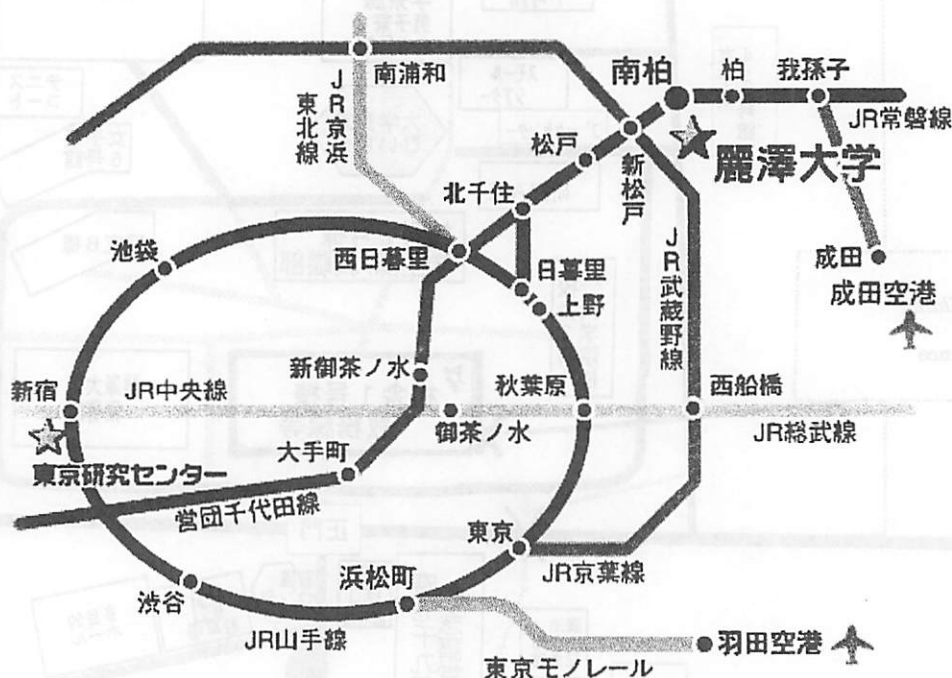 南浦和
JR京浜東北線
南柏
柏
我孫子
JR常磐線
松戸
新松戸
麗澤大学
北千住
池袋
西日暮里
日暮里
上野
JR武蔵野線
成田
成田空港
新御茶ノ水
新宿
JR中央線
御茶ノ水
秋葉原
西船橋
JR総武線
大手町
東京研究センター
営団千代田線
東京
JR京葉線
浜松町
渋谷
JR山手線
羽田空港
東京モノレール